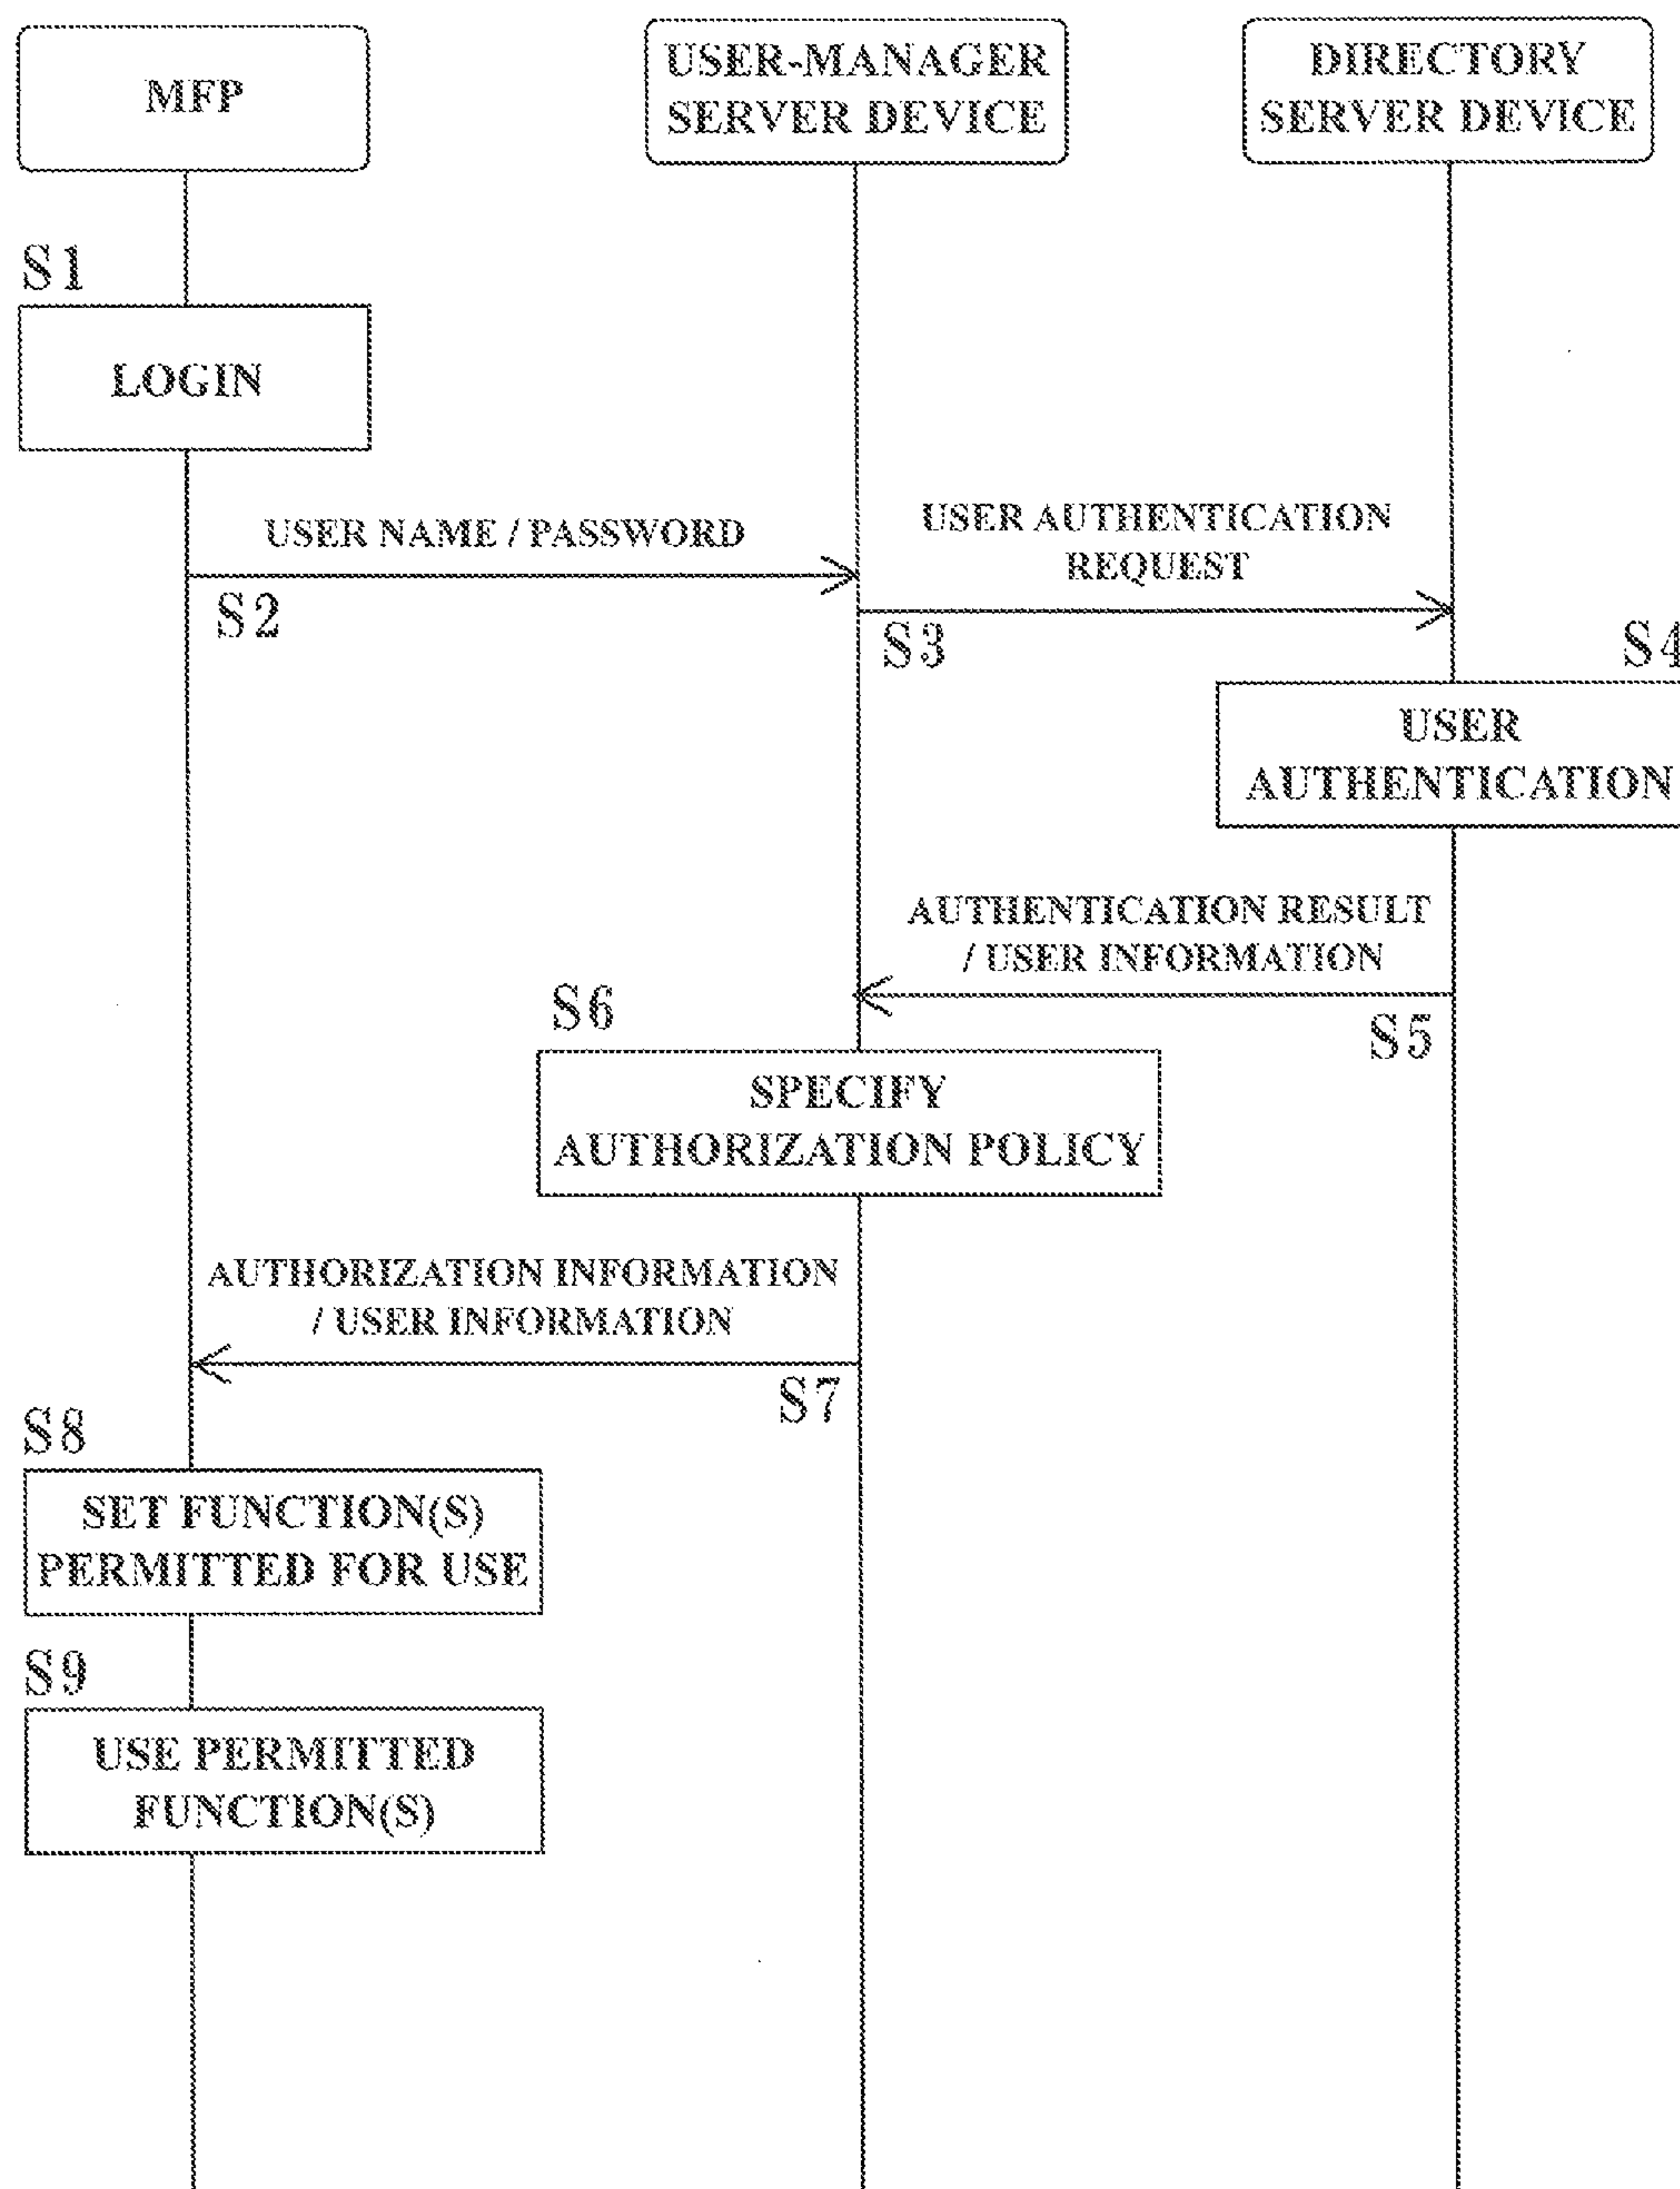 MFP
USER-MANAGER
SERVER DEVICE
DIRECTORY
SERVER DEVICE
S1
LOGIN
USER NAME / PASSWORD
S2
USER AUTHENTICATION
REQUEST
S3
S4
USER
AUTHENTICATION
AUTHENTICATION RESULT
/ USER INFORMATION
S5
S6
SPECIFY
AUTHORIZATION POLICY
AUTHORIZATION INFORMATION
/ USER INFORMATION
S7
S8
SET FUNCTION(S)
PERMITTED FOR USE
S9
USE PERMITTED
FUNCTION(S)